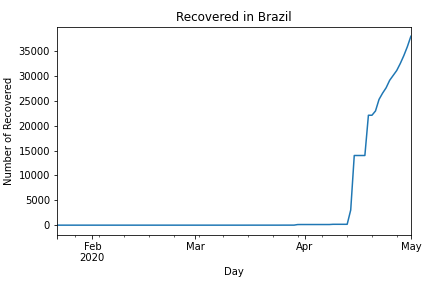 Recovered in Brazil
Number of Recovered
35000
30000
25000
20000
15000
10000
5000
0
Feb
2020
Mar
Apr
May
Day